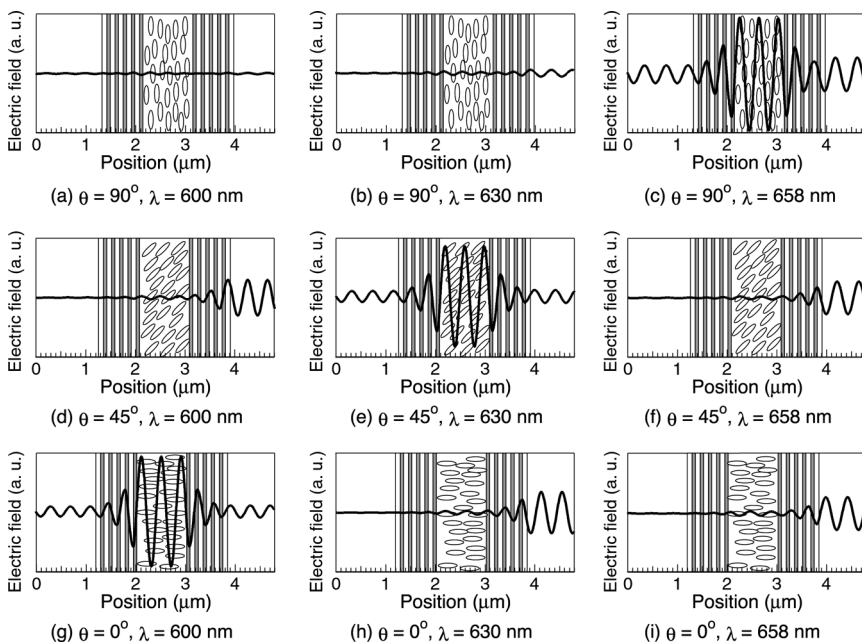 Electric field (a. u.) Electric field (a. u.) Electric field (a. u.)
0 1 2 3 4 0 1 2 3 4 0 1 2 3 4
Position (μm) Position (μm) Position (μm)
(a) θ = 90°, λ = 600 nm (b) θ = 90°, λ = 630 nm (c) θ = 90°, λ = 658 nm
Electric field (a. u.) Electric field (a. u.) Electric field (a. u.)
0 1 2 3 4 0 1 2 3 4 0 1 2 3 4
Position (μm) Position (μm) Position (μm)
(d) θ = 45°, λ = 600 nm (e) θ = 45°, λ = 630 nm (f) θ = 45°, λ = 658 nm
Electric field (a. u.) Electric field (a. u.) Electric field (a. u.)
0 1 2 3 4 0 1 2 3 4 0 1 2 3 4
Position (μm) Position (μm) Position (μm)
(g) θ = 0°, λ = 600 nm (h) θ = 0°, λ = 630 nm (i) θ = 0°, λ = 658 nm